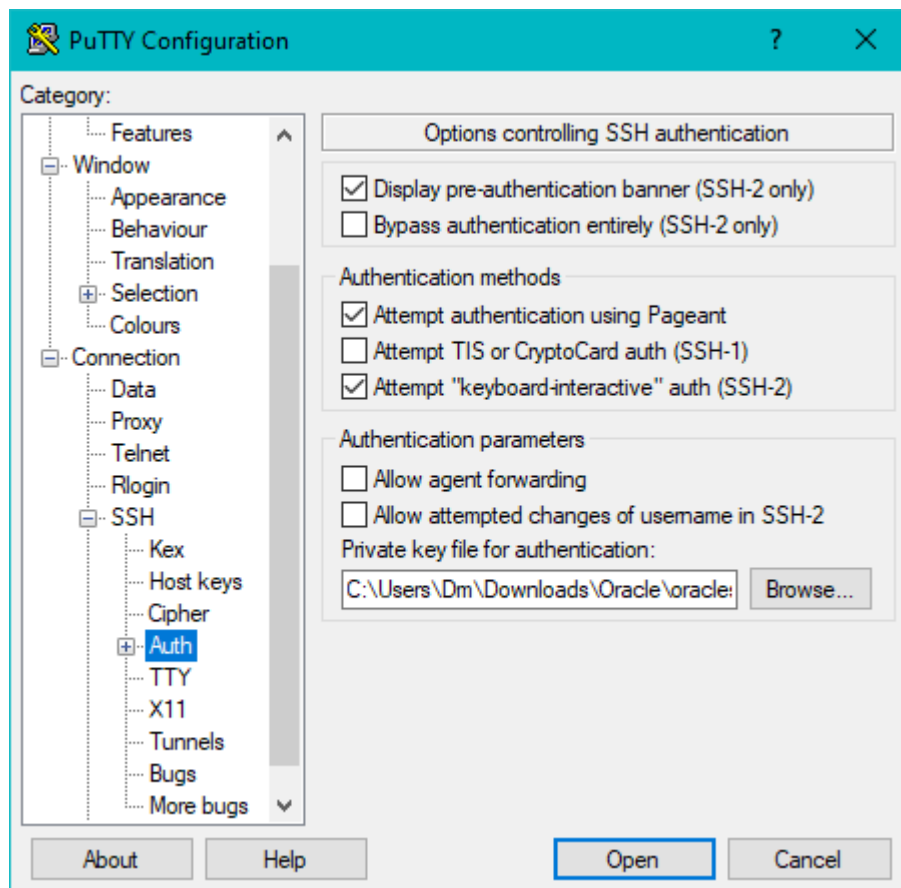 PuTTY Configuration
?
Category:
Features
Window
Appearance
Behaviour
Translation
Selection
Colours
Connection
Data
Proxy
Telnet
Rlogin
SSH
Kex
Host keys
Cipher
Auth
TTY
X11
Tunnels
Bugs
More bugs
Options controlling SSH authentication
Display pre-authentication banner (SSH-2 only)
Bypass authentication entirely (SSH-2 only)
Authentication methods
Attempt authentication using Pageant
Attempt TIS or CryptoCard auth (SSH-1)
Attempt "keyboard-interactive" auth (SSH-2)
Authentication parameters
Allow agent forwarding
Allow attempted changes of username in SSH-2
Private key file for authentication:
C:\Users\Dm\Downloads\Oracle\oracles
Browse...
About
Help
Open
Cancel